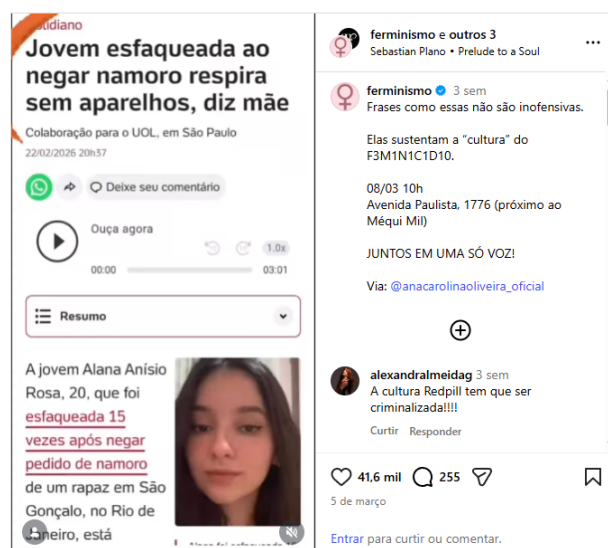 Jovem esfaqueada ao
negar namoro respira
sem aparelhos, diz mãe
Colaboração para o UOL, em São Paulo
22/02/2026 20h37
Deixe seu comentário
Ouça agora
1.0x
00:00
03:01
Resumo
A jovem Alana Anísio
Rosa, 20, que foi
esfaqueada 15
vezes após negar
pedido de namoro
de um rapaz em São
Gonçalo, no Rio de
Janeiro, está
ferminismo e outros 3
Sebastian Plano • Prelude to a Soul
ferminismo 3 sem
Frases como essas não são inofensivas.
Elas sustentam a “cultura” do
F3M1N1C1D10.
08/03 10h
Avenida Paulista, 1776 (próximo ao
Méqui Mil)
JUNTOS EM UMA SÓ VOZ!
Via: @anacarolinaoliveira_oficial
alexandralmeidag 3 sem
A cultura Redpill tem que ser
criminalizada!!!!
Curtir Responder
41,6 mil 255
5 de março
Entrar para curtir ou comentar.